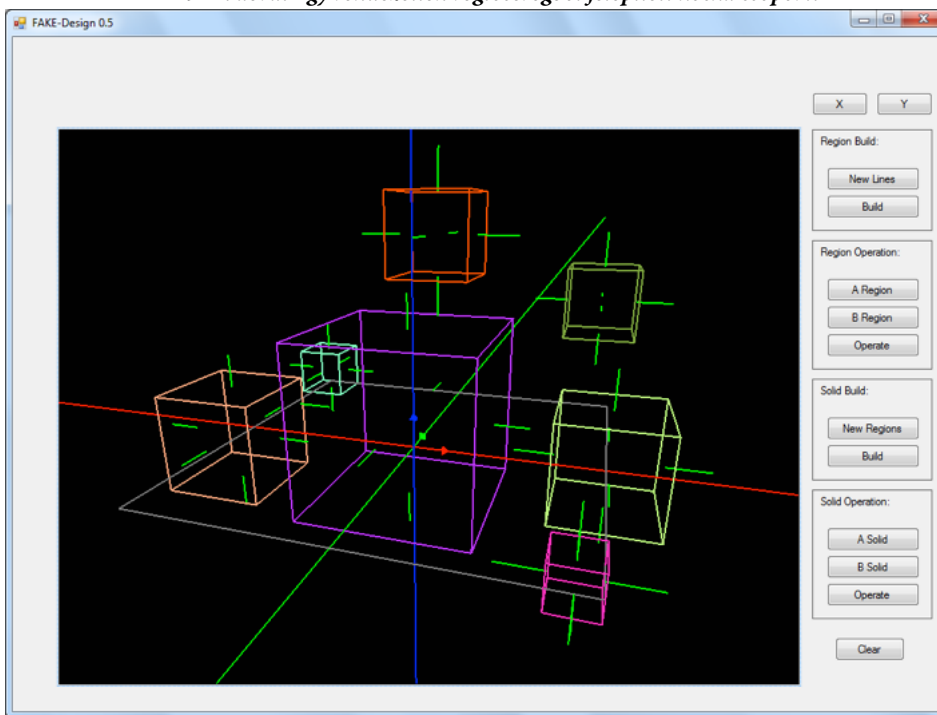 FAKE-Design 0.5
X
Y
Region Build:
New Lines
Build
Region Operation:
A Region
B Region
Operate
Solid Build:
New Regions
Build
Solid Operation:
A Solid
B Solid
Operate
Clear